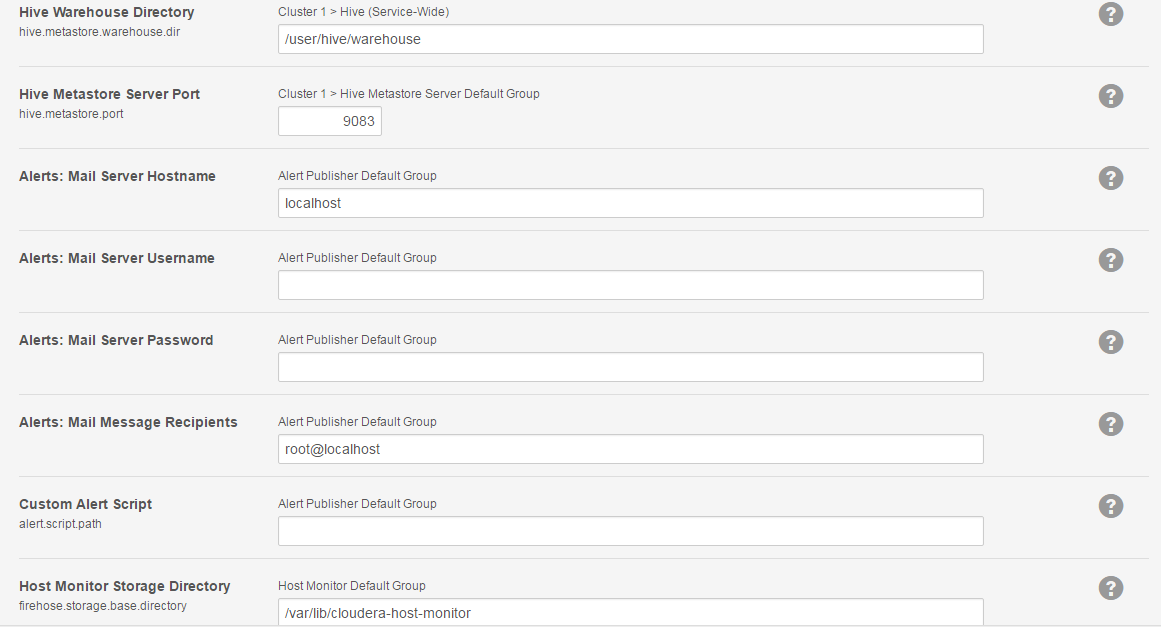 Hive Warehouse Directory
Cluster 1 > Hive (Service-Wide)
?
hive.metastore.warehouse.dir
/user/hive/warehouse
Hive Metastore Server Port
Cluster 1 > Hive Metastore Server Default Group
?
hive.metastore.port
9083
Alerts: Mail Server Hostname
Alert Publisher Default Group
?
localhost
Alerts: Mail Server Username
Alert Publisher Default Group
?
Alerts: Mail Server Password
Alert Publisher Default Group
?
Alerts: Mail Message Recipients
Alert Publisher Default Group
?
root@localhost
Custom Alert Script
Alert Publisher Default Group
?
alert.script.path
Host Monitor Storage Directory
Host Monitor Default Group
?
firehose.storage.base.directory
/var/lib/cloudera-host-monitor